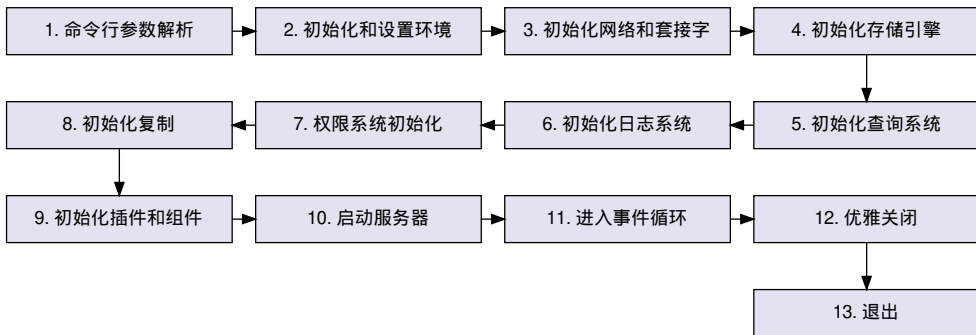 1. 命令行参数解析
2. 初始化和设置环境
3. 初始化网络和套接字
4. 初始化存储引擎
5. 初始化查询系统
6. 初始化日志系统
7. 权限系统初始化
8. 初始化复制
9. 初始化插件和组件
10. 启动服务器
11. 进入事件循环
12. 优雅关闭
13. 退出